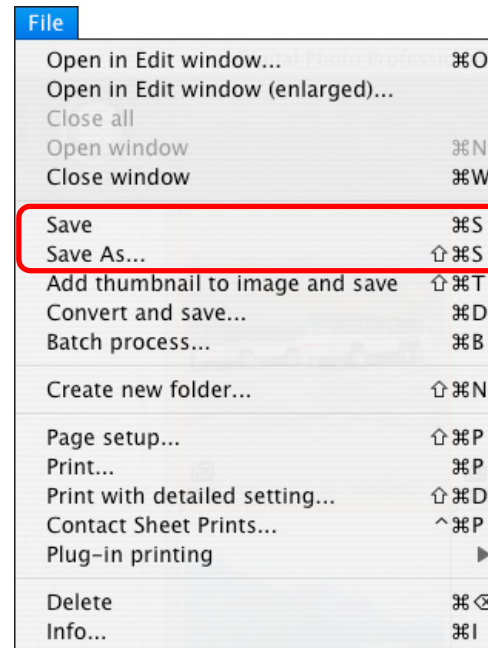 File
Open in Edit window... ⌘O
Open in Edit window (enlarged)...
Close all
Open window ⌘N
Close window ⌘W
Save ⌘S
Save As... ⇧⌘S
Add thumbnail to image and save ⇧⌘T
Convert and save... ⌘D
Batch process... ⌘B
Create new folder... ⇧⌘N
Page setup... ⇧⌘P
Print... ⌘P
Print with detailed setting... ⇧⌘D
Contact Sheet Prints... ^⌘P
Plug-in printing ▶
Delete ⌘⌫
Info... ⌘I